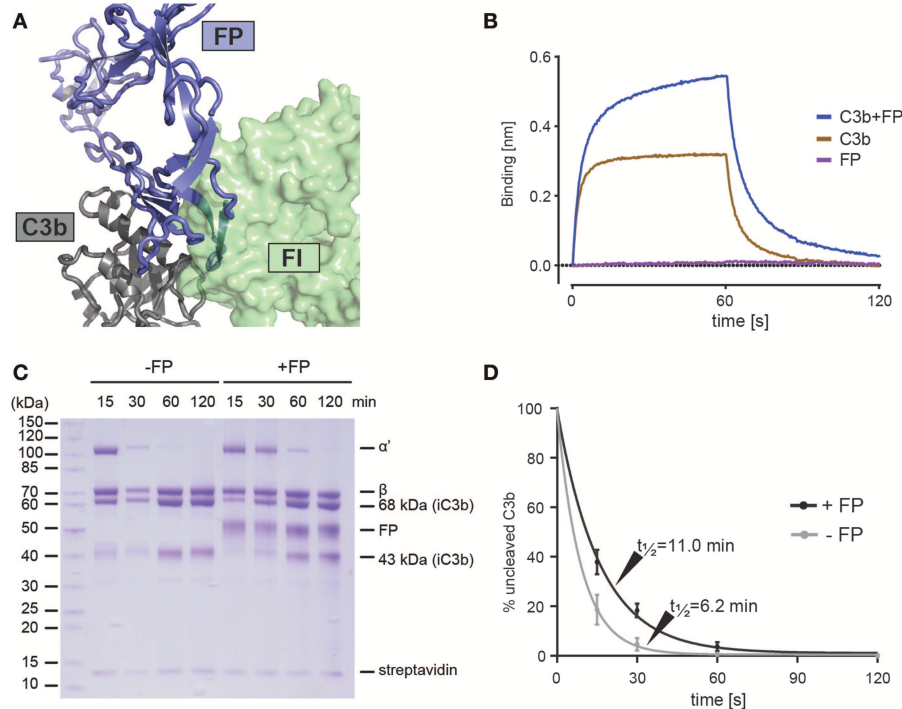 A
FP
C3b
FI
B
0.6
0.4
0.2
0.0
Binding [nm]
0
60
120
time [s]
C3b+FP
C3b
FP
C
-FP
+FP
(kDa)
15 30 60 120 15 30 60 120 min
150
120
100
85
70
60
50
40
30
25
20
15
10
α'
β
68 kDa (iC3b)
FP
43 kDa (iC3b)
streptavidin
D
100
80
60
40
20
0
% uncleaved C3b
0
30
60
90
120
time [s]
+ FP
- FP
t½=11.0 min
t½=6.2 min